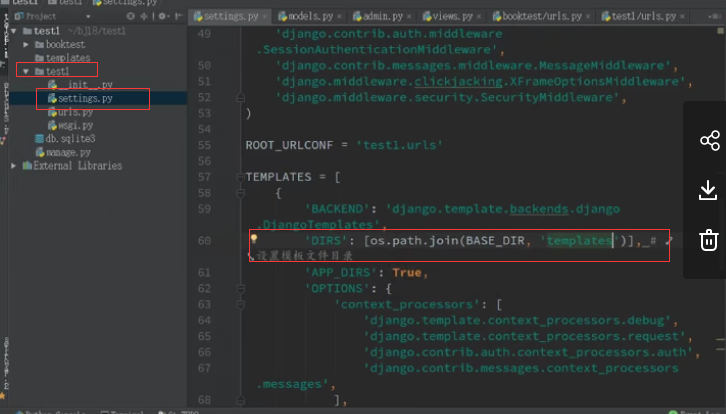 test1 settings.py
Project
test1 ~/bj18/test1
booktest
templates
test1
__init__.py
settings.py
urls.py
wsgi.py
db.sqlite3
manage.py
External Libraries
settings.py models.py admin.py views.py booktest/urls.py test1/urls.py
49 'django.contrib.auth.middleware
.SessionAuthenticationMiddleware',
50 'django.contrib.messages.middleware.MessageMiddleware',
51 'django.middleware.clickjacking.XFrameOptionsMiddleware',
52 'django.middleware.security.SecurityMiddleware',
53 )
54
55 ROOT_URLCONF = 'test1.urls'
56
57 TEMPLATES = [
58 {
59 'BACKEND': 'django.template.backends.django
.DjangoTemplates',
60 'DIRS': [os.path.join(BASE_DIR, 'templates')], #
设置模板文件目录
61 'APP_DIRS': True,
62 'OPTIONS': {
63 'context_processors': [
64 'django.template.context_processors.debug',
65 'django.template.context_processors.request',
66 'django.contrib.auth.context_processors.auth',
67 'django.contrib.messages.context_processors
.messages',
68 ],